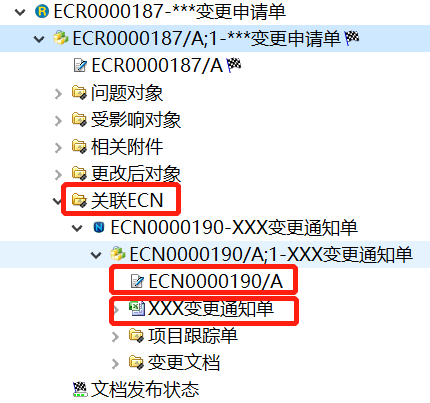 ECR0000187-***变更申请单
ECR0000187/A;1-***变更申请单
ECR0000187/A
问题对象
受影响对象
相关附件
更改后对象
关联ECN
ECN0000190-XXX变更通知单
ECN0000190/A;1-XXX变更通知单
ECN0000190/A
XXX变更通知单
项目跟踪单
变更文档
文档发布状态